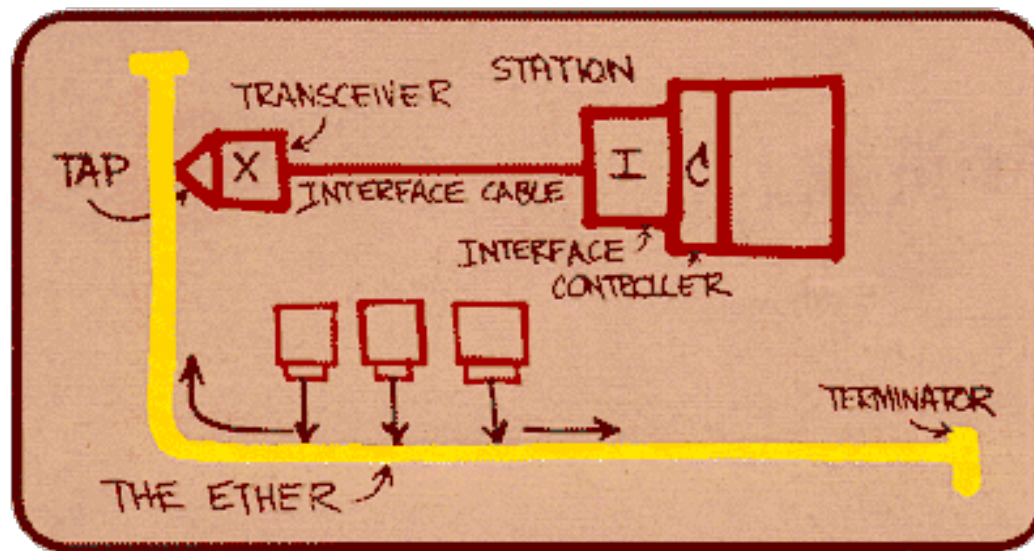 STATION
TRANSCEIVER
TAP
X
I
C
INTERFACE CABLE
INTERFACE
CONTROLLER
TERMINATOR
THE ETHER